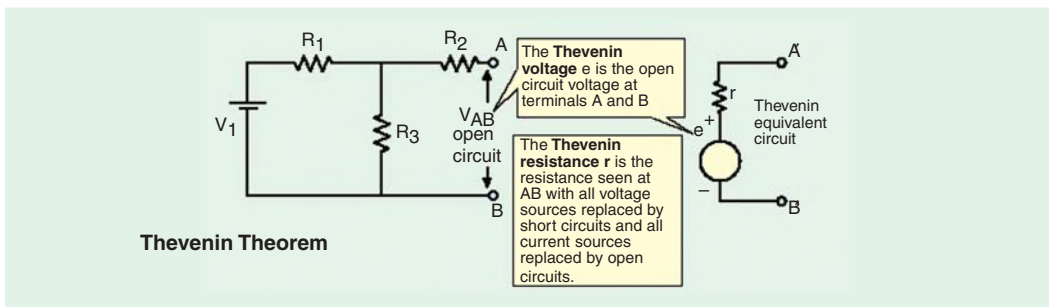 R1
R2
A
V1
R3
VAB
open
circuit
B
The Thevenin
voltage e is the open
circuit voltage at
terminals A and B
The Thevenin
resistance r is the
resistance seen at
AB with all voltage
sources replaced by
short circuits and all
current sources
replaced by open
circuits.
A'
r
e
+
–
Thevenin
equivalent
circuit
B'
Thevenin Theorem